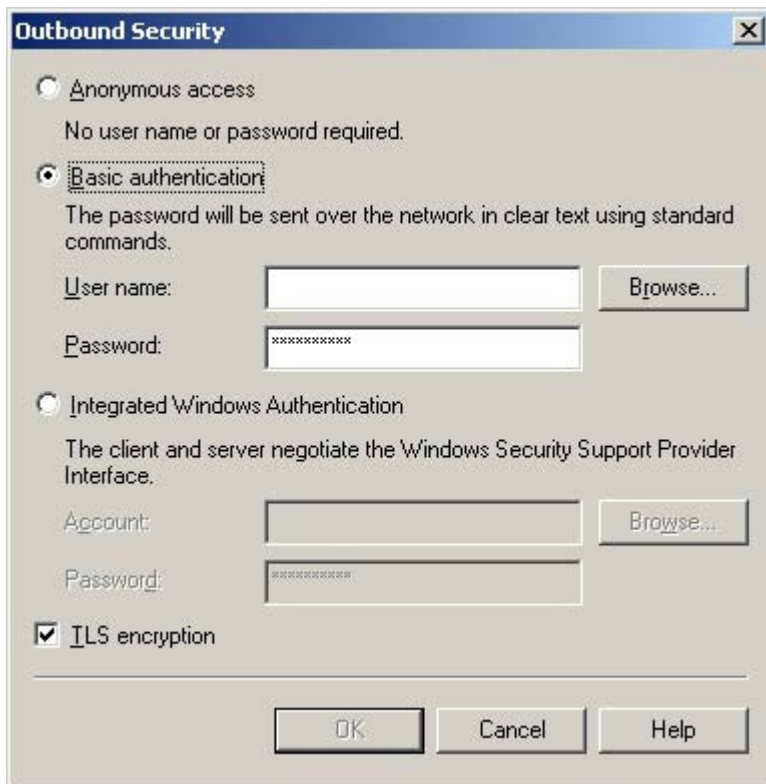 Outbound Security
Anonymous access
No user name or password required.
Basic authentication
The password will be sent over the network in clear text using standard
commands.
User name:
Browse...
Password:
**********
Integrated Windows Authentication
The client and server negotiate the Windows Security Support Provider
Interface.
Account:
Browse...
Password:
**********
TLS encryption
OK
Cancel
Help